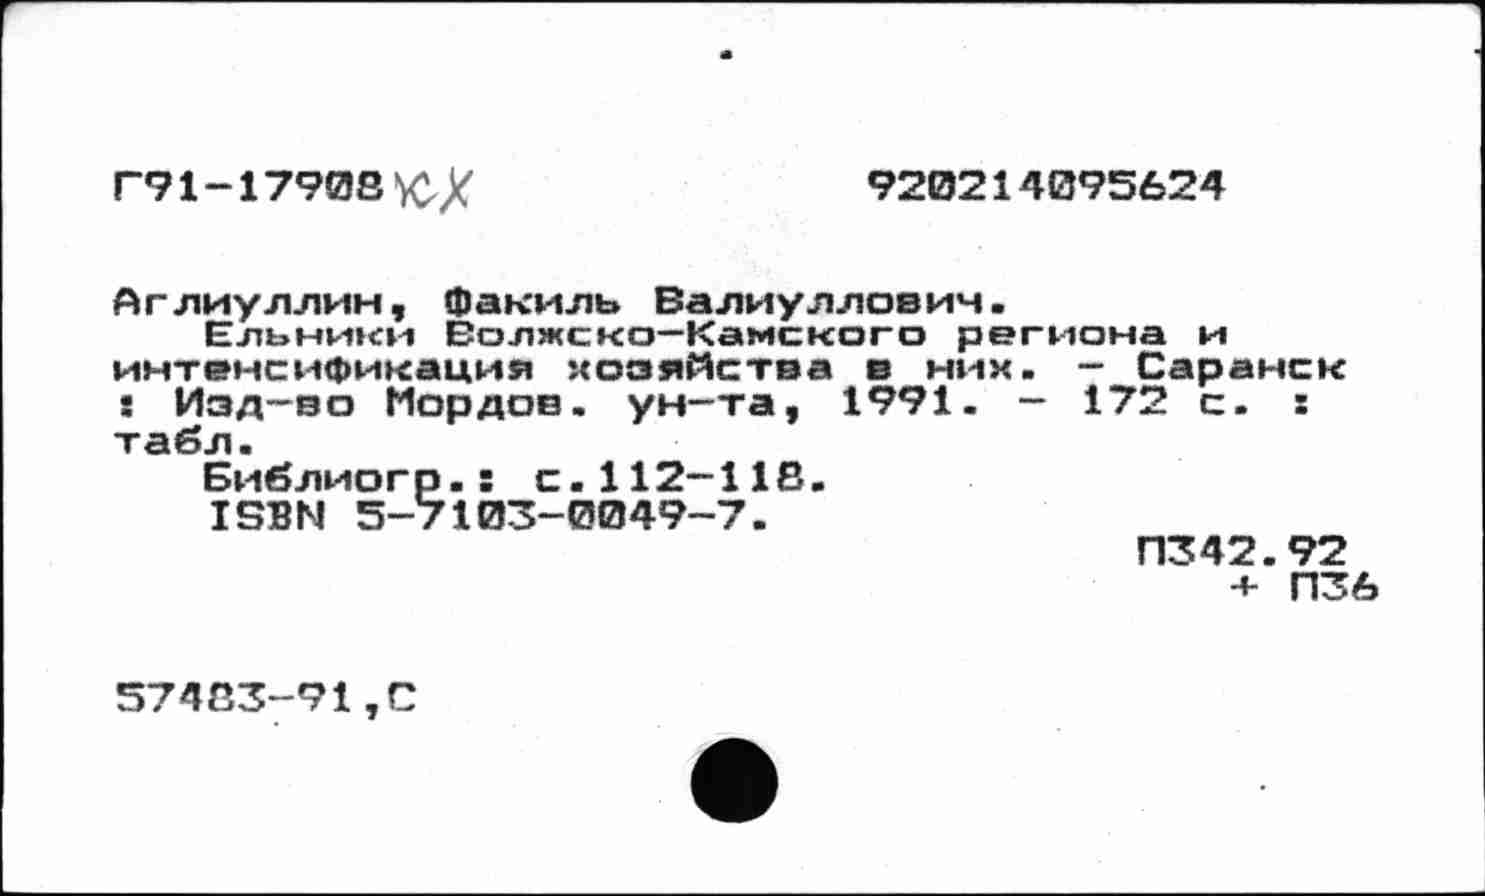 Г91-17908 КХ 920214095624
Аглиуллин, Факиль Валиуллович.
Ельники Волжско-Камского региона и
интенсификация хозяйства в них. - Саранск
: Изд-во Мордов. ун-та, 1991. - 172 с. :
табл.
Библиогр.: с.112-118.
ISBN 5-7103-0049-7.
П342.92
+ П36
57483-91,С